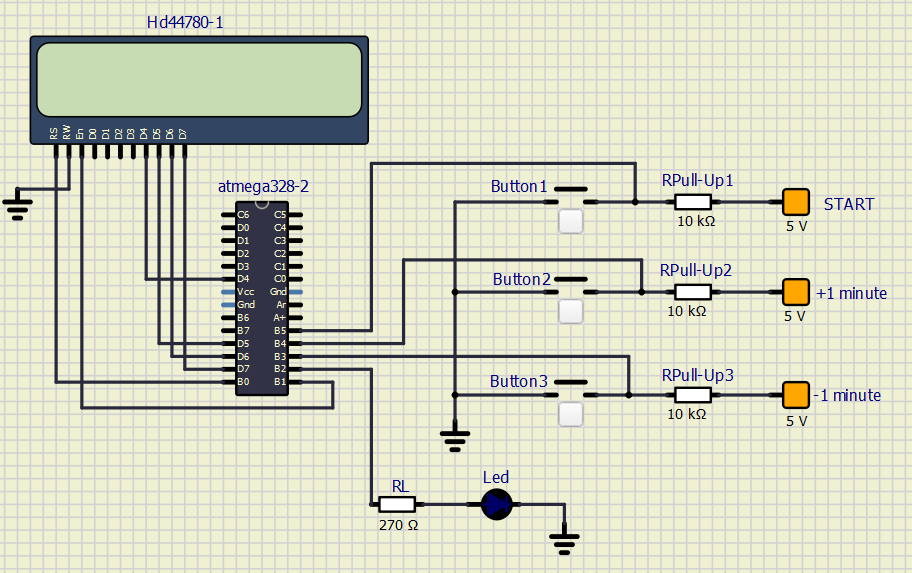 Hd44780-1
RS RW En D0 D1 D2 D3 D4 D5 D6 D7
atmega328-2
C6 C5
D0 C4
D1 C3
D2 C2
D3 C1
D4 C0
Vcc Gnd
Gnd Ar
B6 A+
B7 B5
D5 B4
D6 B3
D7 B2
B0 B1
Button1
RPull-Up1
10 kΩ
START
5 V
Button2
RPull-Up2
10 kΩ
+1 minute
5 V
Button3
RPull-Up3
10 kΩ
-1 minute
5 V
RL
270 Ω
Led